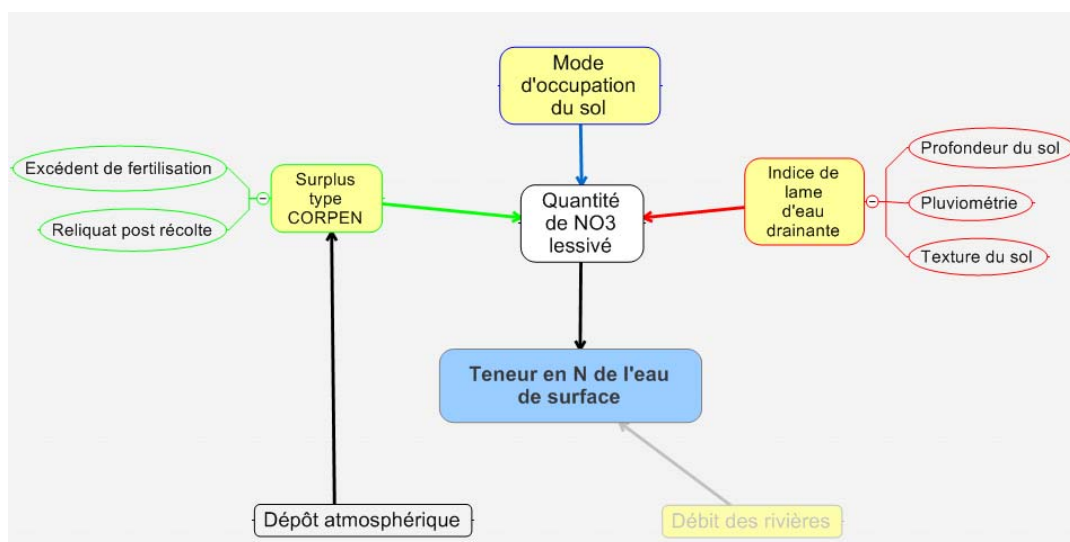 Mode
d'occupation
du sol
Excédent de fertilisation
Reliquat post récolte
Surplus
type
CORPEN
Quantité
de NO3
lessivé
Indice de
lame
d'eau
drainante
Profondeur du sol
Pluviométrie
Texture du sol
Teneur en N de l'eau
de surface
Dépôt atmosphérique
Débit des rivières